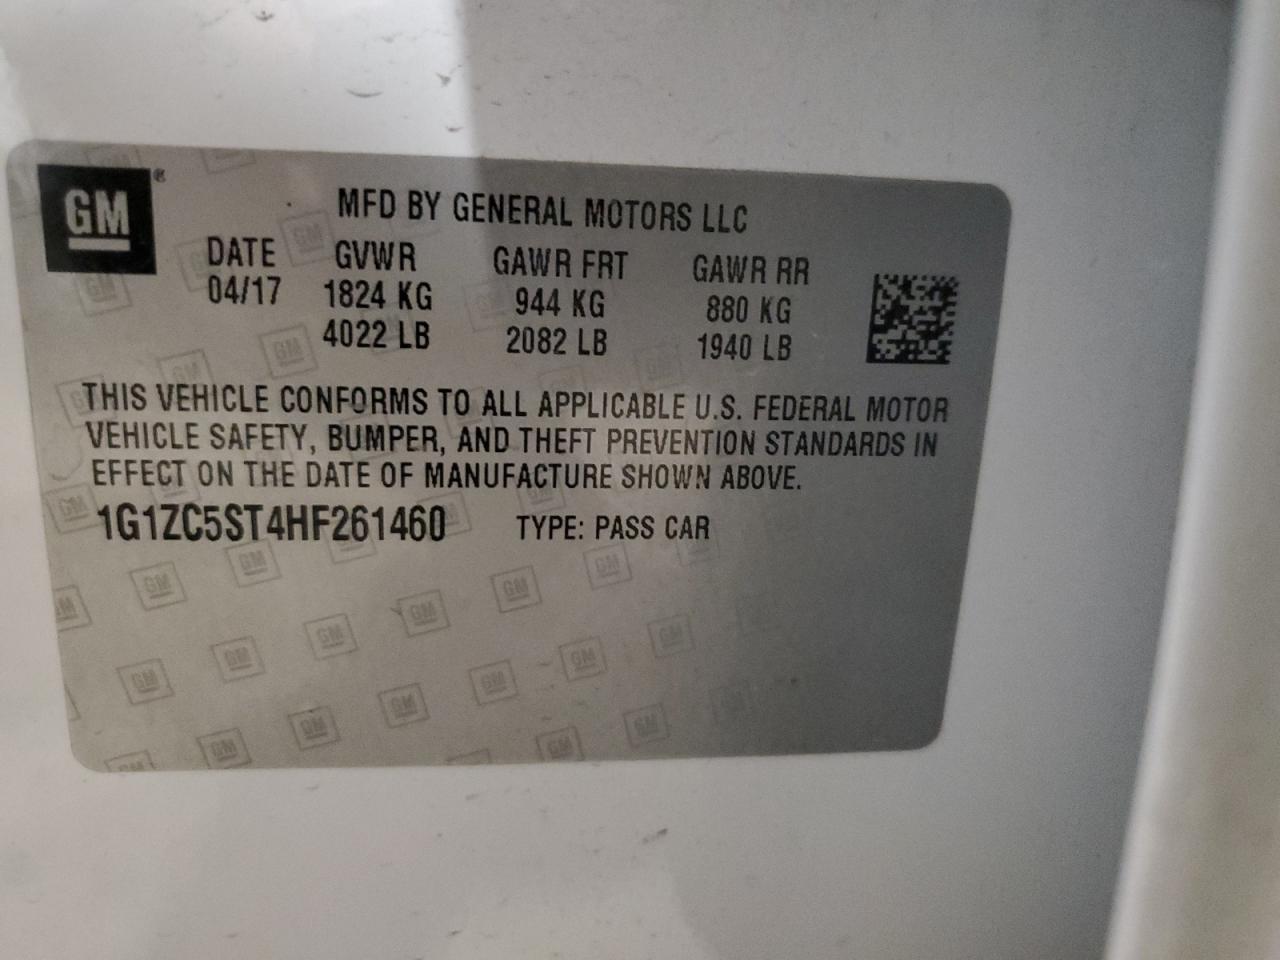 GM®
MFD BY GENERAL MOTORS LLC
DATE GVWR GAWR FRT GAWR RR
04/17 1824 KG 944 KG 880 KG
4022 LB 2082 LB 1940 LB
THIS VEHICLE CONFORMS TO ALL APPLICABLE U.S. FEDERAL MOTOR
VEHICLE SAFETY, BUMPER, AND THEFT PREVENTION STANDARDS IN
EFFECT ON THE DATE OF MANUFACTURE SHOWN ABOVE.
1G1ZC5ST4HF261460 TYPE: PASS CAR